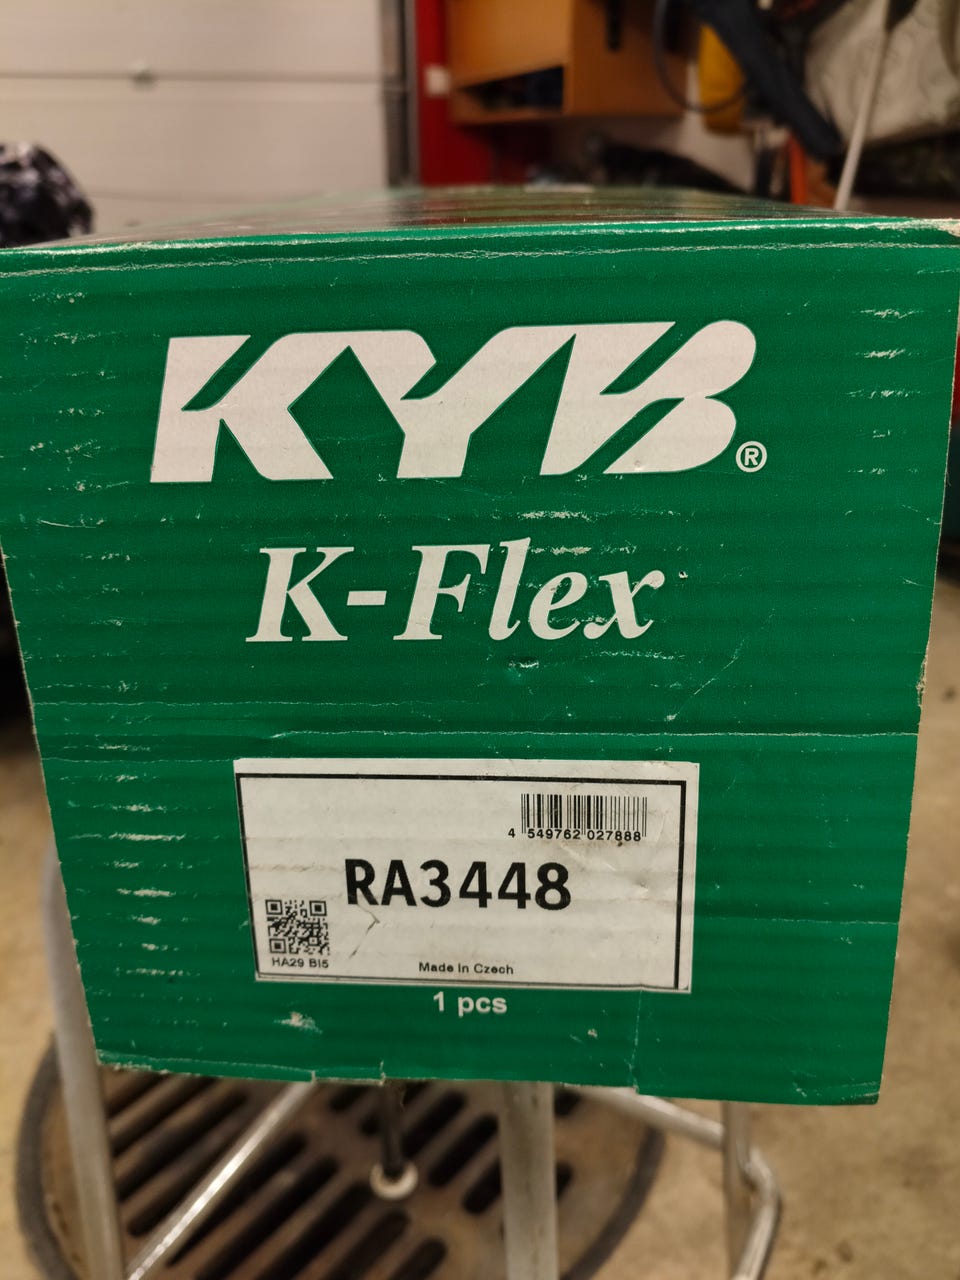 KYB®
K-Flex
4 549762 027888
RA3448
HA29 BI5
Made in Czech
1 pcs